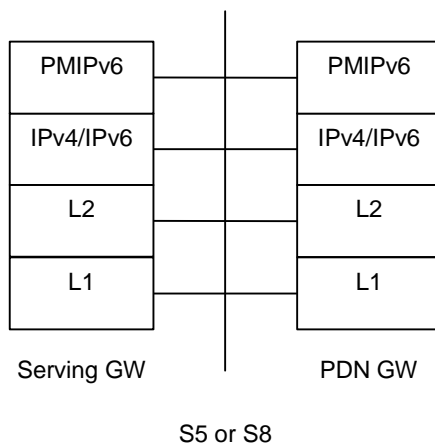 PMIPv6 PMIPv6
IPv4/IPv6 IPv4/IPv6
L2 L2
L1 L1
Serving GW PDN GW
S5 or S8